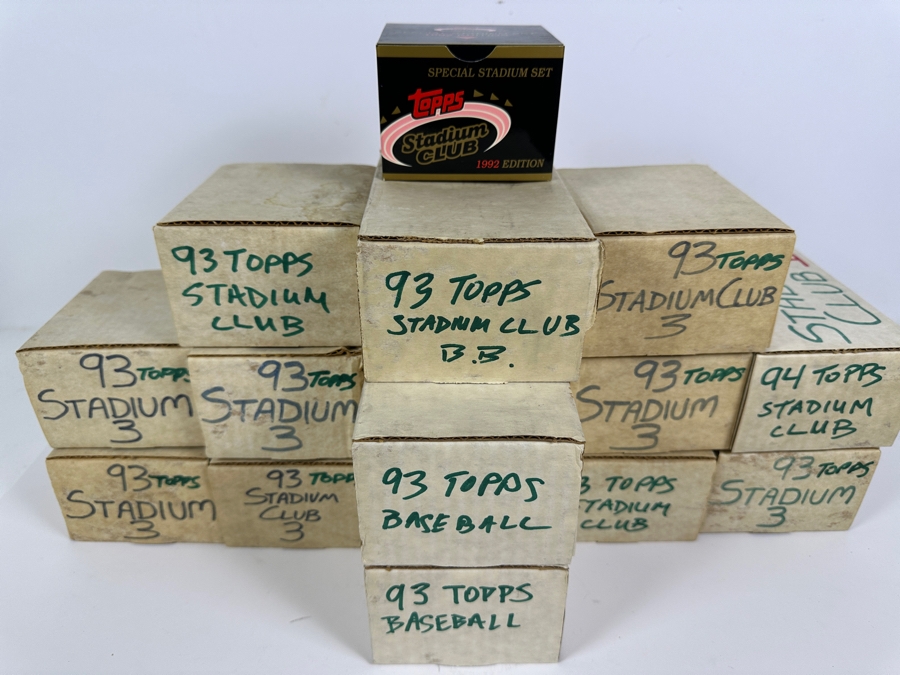 SPECIAL STADIUM SET
Topps
Stadium
CLUB
1992 EDITION
93 TOPPS
STADIUM
CLUB
93 TOPPS
STADIUM CLUB
B.B.
93 TOPPS
STADIUM CLUB
3
CLUB
93 TOPPS
STADIUM
3
93 TOPPS
STADIUM
3
93 TOPPS
STADIUM
3
94 TOPPS
STADIUM
CLUB
93 TOPPS
STADIUM
3
93 TOPP
STADIUM
CLUB
3
93 TOPPS
BASEBALL
3 TOPPS
TADIUM
CLUB
93 TOPPS
STADIUM
3
93 TOPPS
BASEBALL